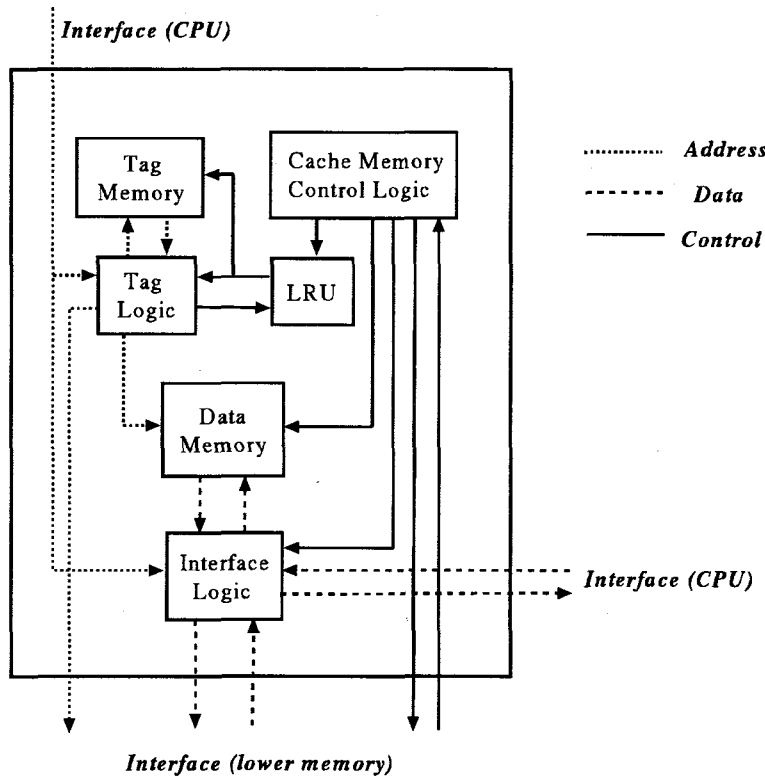 Interface (CPU)
Tag
Memory
Cache Memory
Control Logic
Address
Data
Control
Tag
Logic
LRU
Data
Memory
Interface
Logic
Interface (CPU)
Interface (lower memory)